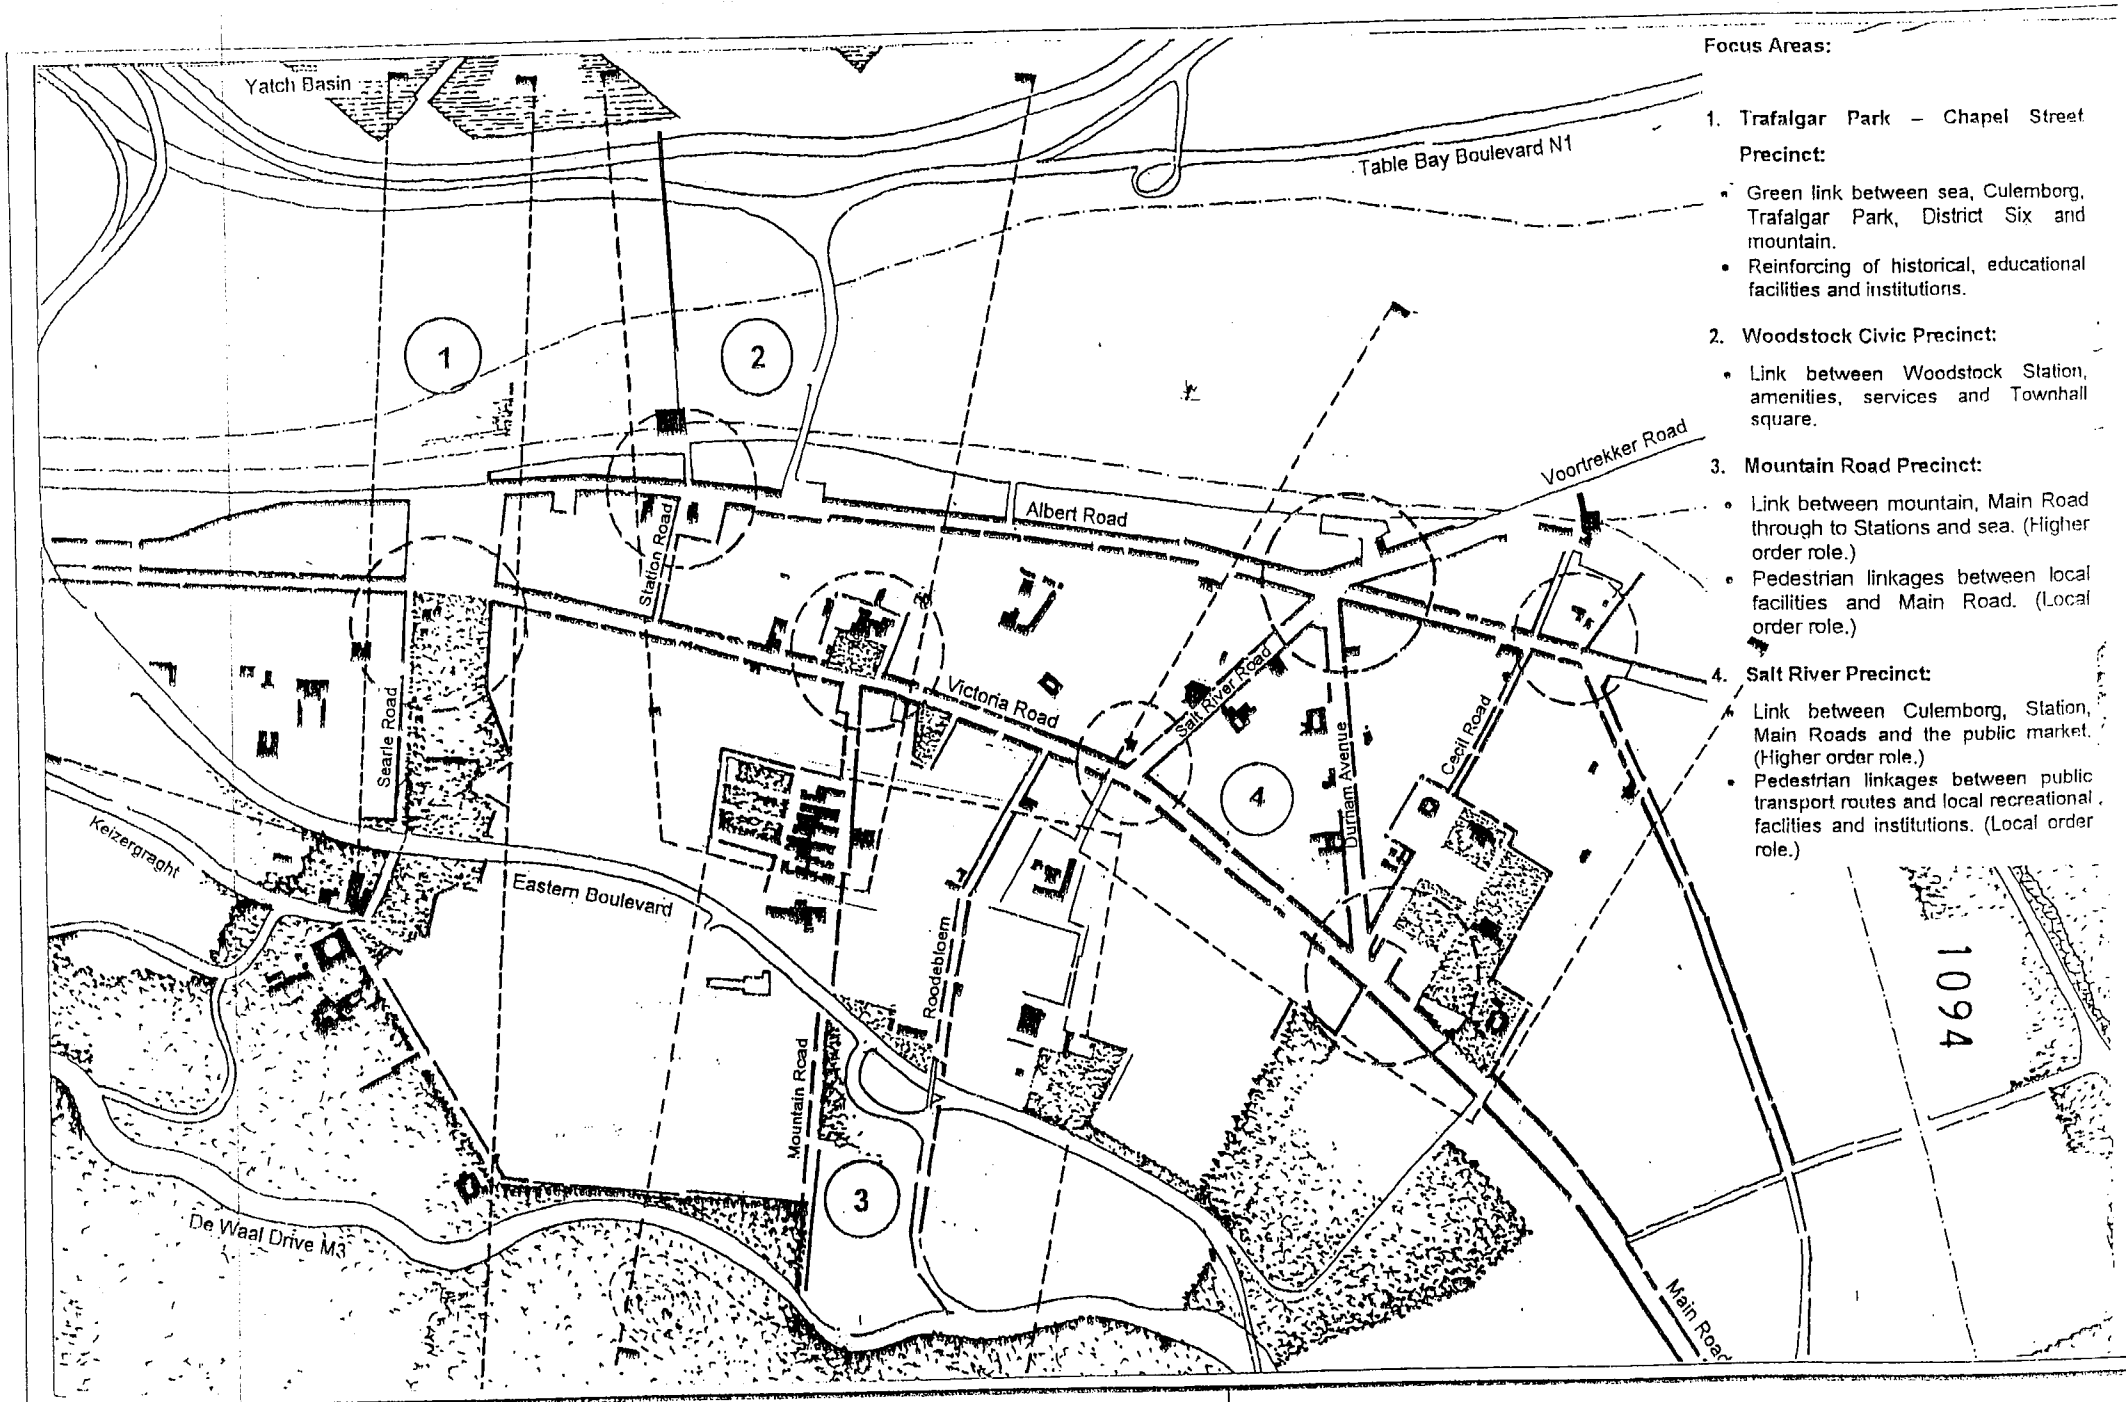 Focus Areas:
1. Trafalgar Park – Chapel Street
Precinct:
• Green link between sea, Culemborg,
Trafalgar Park, District Six and
mountain.
• Reinforcing of historical, educational
facilities and institutions.
2. Woodstock Civic Precinct:
• Link between Woodstock Station,
amenities, services and Townhall
square.
3. Mountain Road Precinct:
• Link between mountain, Main Road
through to Stations and sea. (Higher
order role.)
• Pedestrian linkages between local
facilities and Main Road. (Local
order role.)
4. Salt River Precinct:
• Link between Culemborg, Station,
Main Roads and the public market.
(Higher order role.)
• Pedestrian linkages between public
transport routes and local recreational
faclities and institutions. (Local order
role.)
Yatch Basin
Table Bay Boulevard N1
1
2
Voortrekker Road
Albert Road
Station Road
Victoria Road
Salt River Road
Searle Road
Durham Avenue
Cecil Road
4
Keizergraght
Eastern Boulevard
Roodebloem
Mountain Road
3
De Waal Drive M3
Main Road
1094